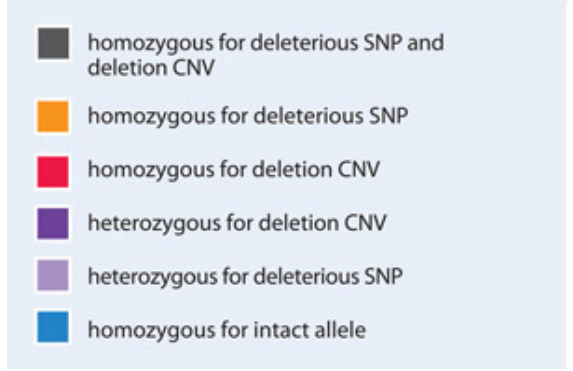 homozygous for deleterious SNP and
deletion CNV
homozygous for deleterious SNP
homozygous for deletion CNV
heterozygous for deletion CNV
heterozygous for deleterious SNP
homozygous for intact allele